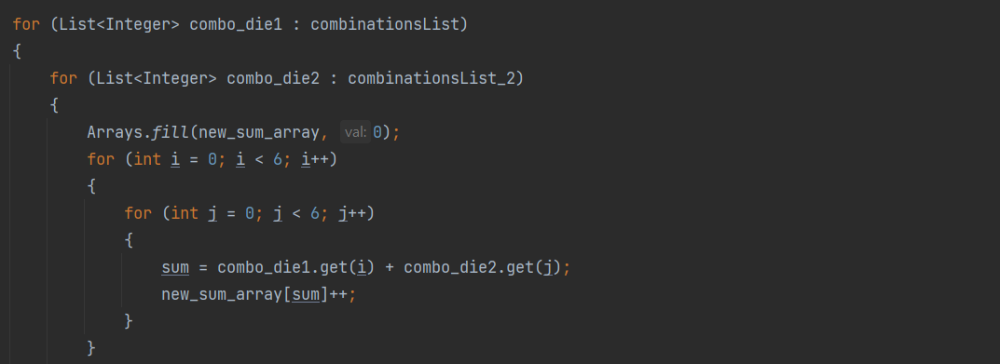 for (List<Integer> combo_die1 : combinationsList)
{
    for (List<Integer> combo_die2 : combinationsList_2)
    {
        Arrays.fill(new_sum_array, val: 0);
        for (int i = 0; i < 6; i++)
        {
            for (int j = 0; j < 6; j++)
            {
                sum = combo_die1.get(i) + combo_die2.get(j);
                new_sum_array[sum]++;
            }
        }